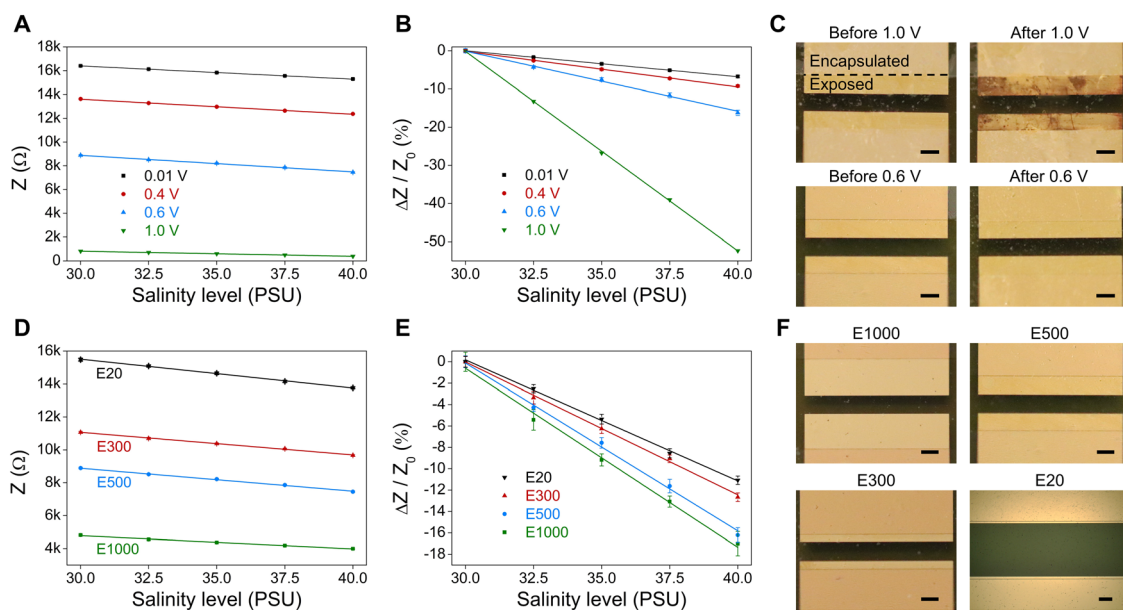 A
18k
16k
14k
12k
10k
8k
6k
4k
2k
0
Z (Ω)
0.01 V
0.4 V
0.6 V
1.0 V
30.0 32.5 35.0 37.5 40.0
Salinity level (PSU)
B
0
-10
-20
-30
-40
-50
ΔZ / Z0 (%)
0.01 V
0.4 V
0.6 V
1.0 V
30.0 32.5 35.0 37.5 40.0
Salinity level (PSU)
C
Before 1.0 V
After 1.0 V
Encapsulated
Exposed
Before 0.6 V
After 0.6 V
D
16k
14k
12k
10k
8k
6k
4k
Z (Ω)
E20
E300
E500
E1000
30.0 32.5 35.0 37.5 40.0
Salinity level (PSU)
E
0
-2
-4
-6
-8
-10
-12
-14
-16
-18
ΔZ / Z0 (%)
E20
E300
E500
E1000
30.0 32.5 35.0 37.5 40.0
Salinity level (PSU)
F
E1000
E500
E300
E20